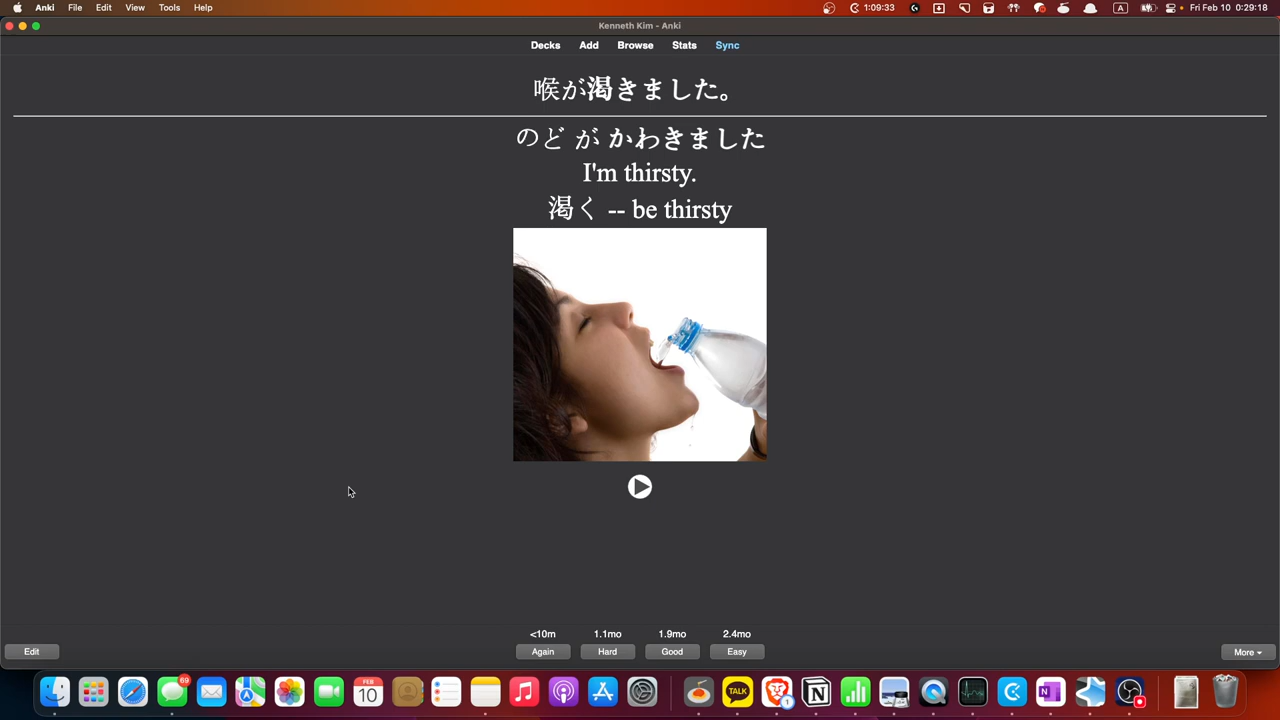 Anki File Edit View Tools Help 1:09:33 A Fri Feb 10 0:29:18
Kenneth Kim - Anki
Decks Add Browse Stats Sync
喉が渇きました。
のど が かわきました
I'm thirsty.
渇く -- be thirsty
<10m 1.1mo 1.9mo 2.4mo
Edit Again Hard Good Easy More
69 FEB 10 TALK 1 N N